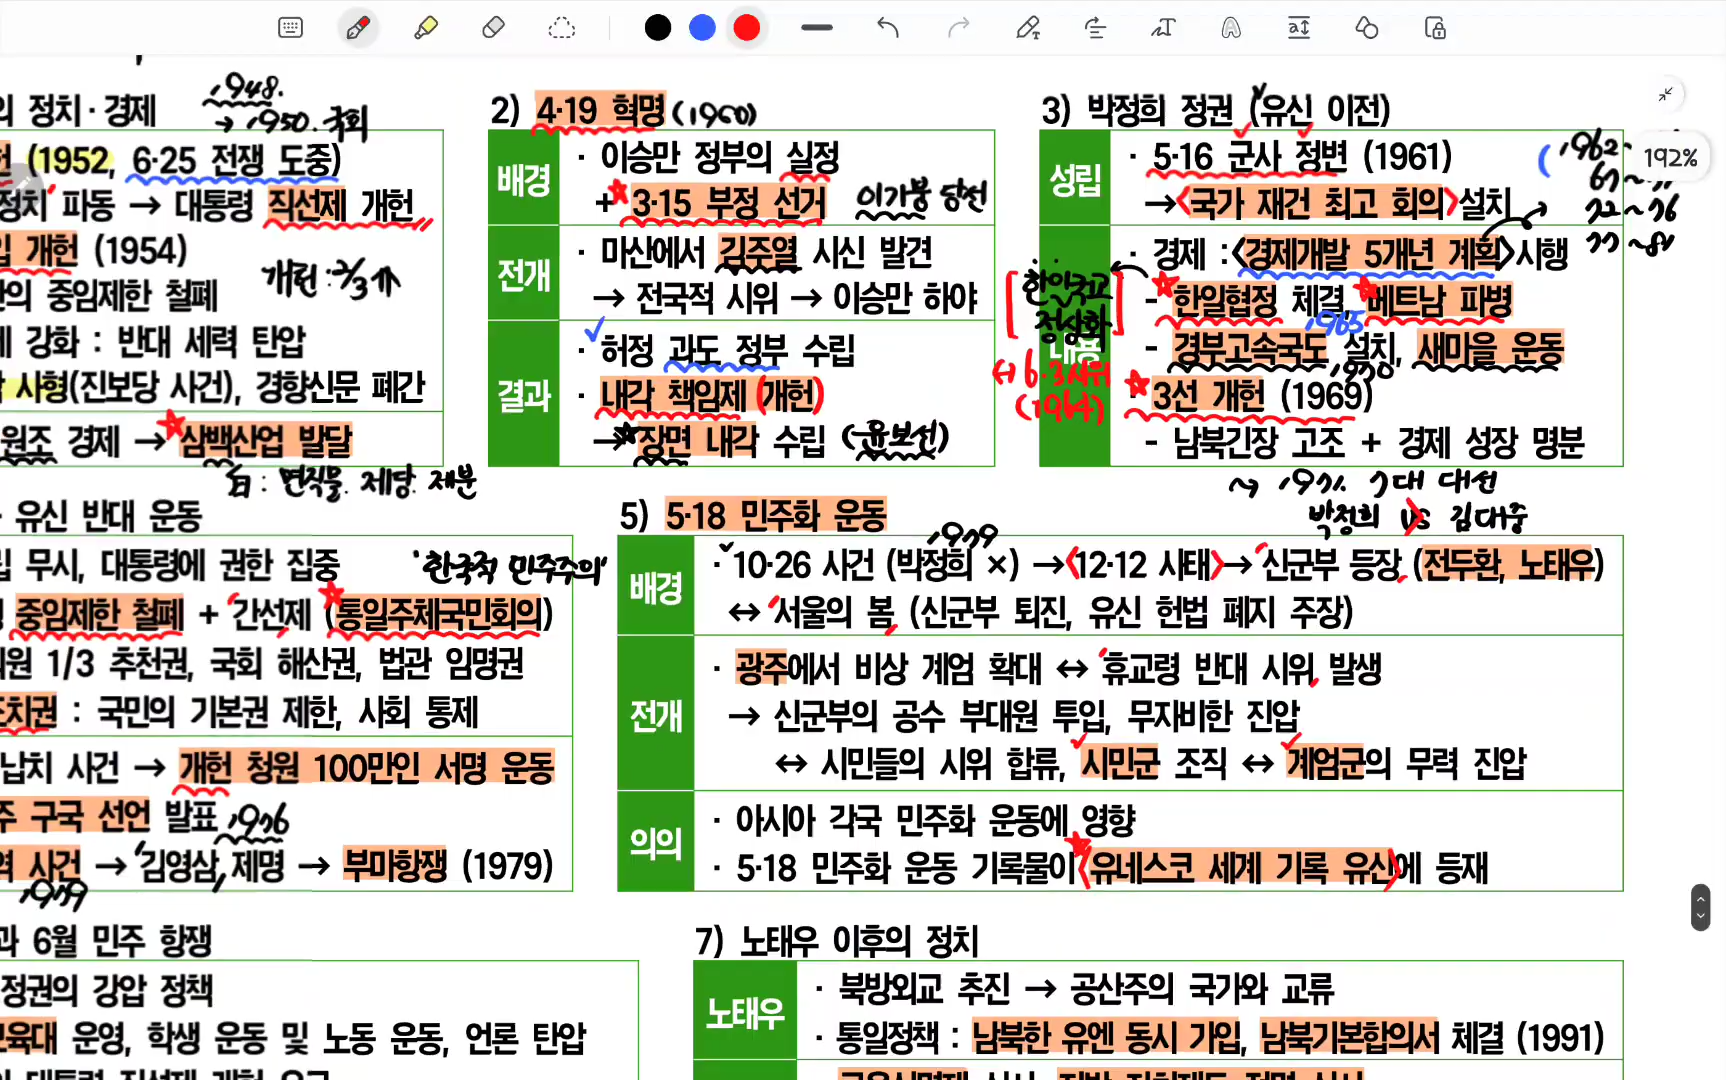 192%
의 정치·경제
1948.
→ 1950. 국회
헌 (1952, 6·25 전쟁 도중)
정치 파동 → 대통령 직선제 개헌
입 개헌 (1954)
개헌 : 2/3 ↑
한의 중임제한 철폐
제 강화 : 반대 세력 탄압
사형(진보당 사건), 경향신문 폐간
원조 경제 → 삼백산업 발달
白 : 면직물. 제당. 제분
2) 4·19 혁명 (1960)
배경
· 이승만 정부의 실정
+ 3·15 부정 선거 이기붕 당선
전개
· 마산에서 김주열 시신 발견
→ 전국적 시위 → 이승만 하야
결과
· 허정 과도 정부 수립
· 내각 책임제 (개헌)
→ 장면 내각 수립 (윤보선)
3) 박정희 정권 (유신 이전)
성립
· 5·16 군사 정변 (1961)
→<국가 재건 최고 회의>설치
1962~
67~71
72~76
77~81
내용
· 경제 :<경제개발 5개년 계획>시행
- 한일협정 체결, 베트남 파병
1965
- 경부고속국도 설치, 새마을 운동
1970
↔ 6·3시위
(1964)
· 3선 개헌 (1969)
- 남북긴장 고조 + 경제 성장 명분
↝ 1971. 7대 대선
박정희 > 김대중
VS
유신 반대 운동
립 무시, 대통령에 권한 집중 '한국적 민주주의'
중임제한 철폐 + 간선제 (통일주체국민회의)
의원 1/3 추천권, 국회 해산권, 법관 임명권
조치권 : 국민의 기본권 제한, 사회 통제
납치 사건 → 개헌 청원 100만인 서명 운동
주 구국 선언 발표 1976
사건 → 김영삼 제명 → 부마항쟁 (1979)
1979
5) 5·18 민주화 운동
1979
배경
· 10·26 사건 (박정희 ×) →<12·12 사태>→ 신군부 등장 (전두환, 노태우)
↔ 서울의 봄 (신군부 퇴진, 유신 헌법 폐지 주장)
전개
· 광주에서 비상 계엄 확대 ↔ 휴교령 반대 시위 발생
→ 신군부의 공수 부대원 투입, 무자비한 진압
↔ 시민들의 시위 합류, 시민군 조직 ↔ 계엄군의 무력 진압
의의
· 아시아 각국 민주화 운동에 영향
· 5·18 민주화 운동 기록물이 <유네스코 세계 기록 유산>에 등재
과 6월 민주 항쟁
정권의 강압 정책
교육대 운영, 학생 운동 및 노동 운동, 언론 탄압
7) 노태우 이후의 정치
노태우
· 북방외교 추진 → 공산주의 국가와 교류
· 통일정책 : 남북한 유엔 동시 가입, 남북기본합의서 체결 (1991)